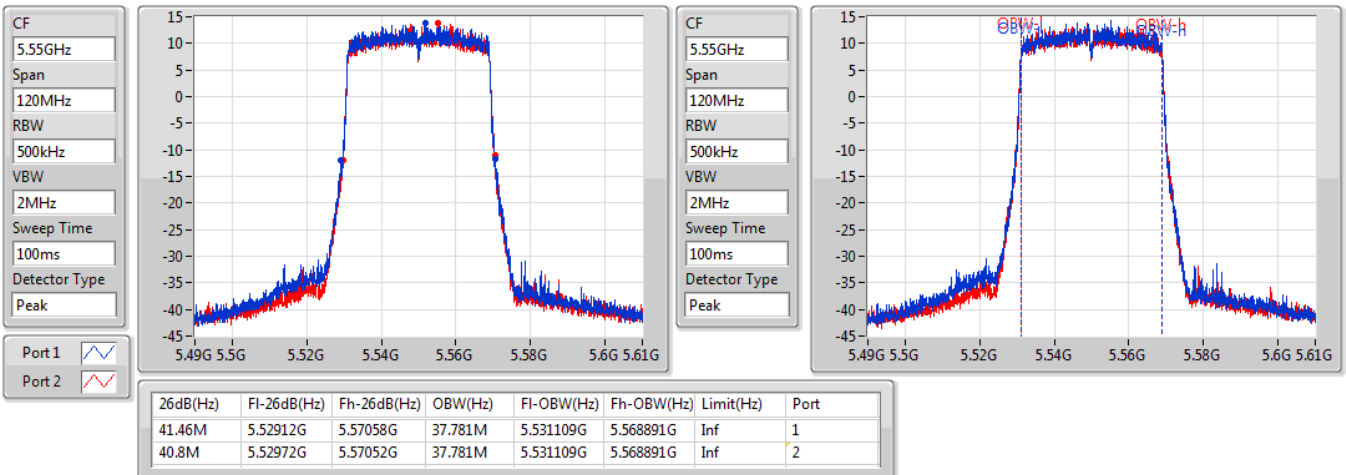 CF
5.55GHz
Span
120MHz
RBW
500kHz
VBW
2MHz
Sweep Time
100ms
Detector Type
Peak
Port 1
Port 2
15
10
5
0
-5
-10
-15
-20
-25
-30
-35
-40
-45
5.49G 5.5G 5.52G 5.54G 5.56G 5.58G 5.6G 5.61G
CF
5.55GHz
Span
120MHz
RBW
500kHz
VBW
2MHz
Sweep Time
100ms
Detector Type
Peak
OBW-l OBW-h
OBW-l OBW-h
15
10
5
0
-5
-10
-15
-20
-25
-30
-35
-40
-45
5.49G 5.5G 5.52G 5.54G 5.56G 5.58G 5.6G 5.61G
26dB(Hz) Fl-26dB(Hz) Fh-26dB(Hz) OBW(Hz) Fl-OBW(Hz) Fh-OBW(Hz) Limit(Hz) Port
41.46M 5.52912G 5.57058G 37.781M 5.531109G 5.568891G Inf 1
40.8M 5.52972G 5.57052G 37.781M 5.531109G 5.568891G Inf 2